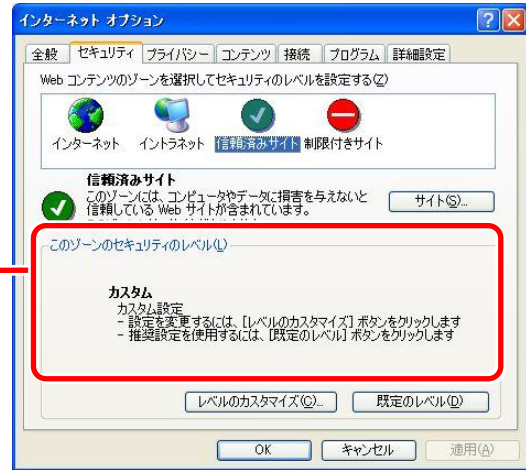 インターネット オプション
全般 セキュリティ プライバシー コンテンツ 接続 プログラム 詳細設定
Web コンテンツのゾーンを選択してセキュリティのレベルを設定する(Z)
インターネット イントラネット 信頼済みサイト 制限付きサイト
信頼済みサイト
このゾーンには、コンピュータやデータに損害を与えないと
信頼している Web サイトが含まれています。
サイト(S)...
このゾーンのセキュリティのレベル(L)
カスタム
カスタム設定
- 設定を変更するには、[レベルのカスタマイズ] ボタンをクリックします
- 推奨設定を使用するには、[既定のレベル] ボタンをクリックします
レベルのカスタマイズ(C)... 既定のレベル(D)
OK キャンセル 適用(A)